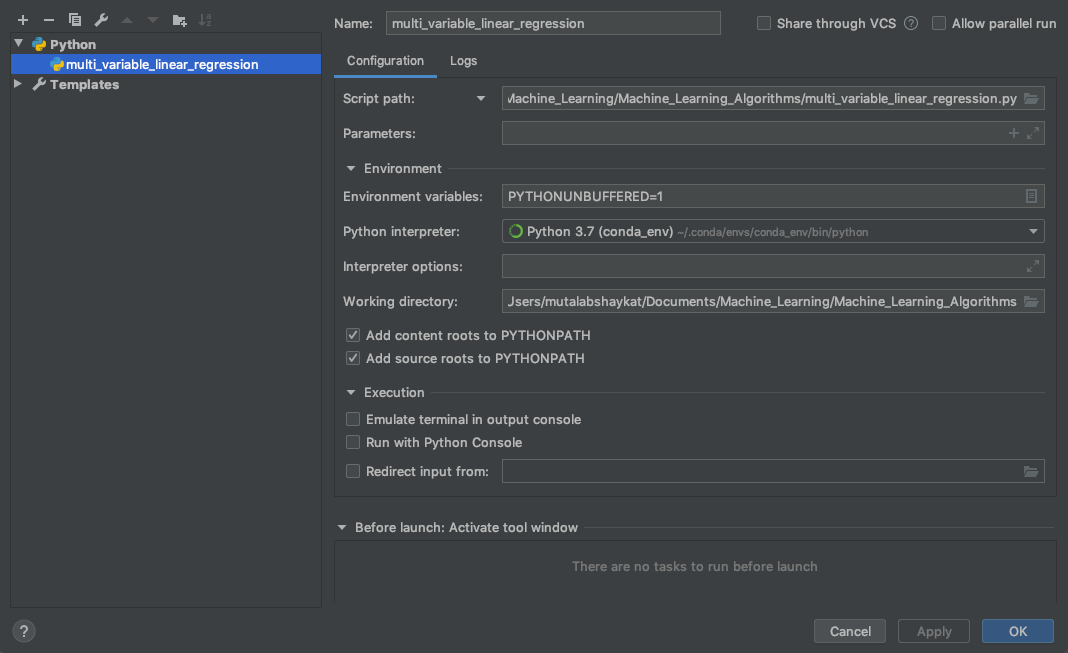 Name: multi_variable_linear_regression Share through VCS ? Allow parallel run
Python
multi_variable_linear_regression
Templates
Configuration Logs
Script path: Machine_Learning/Machine_Learning_Algorithms/multi_variable_linear_regression.py
Parameters:
Environment
Environment variables: PYTHONUNBUFFERED=1
Python interpreter: Python 3.7 (conda_env) ~/.conda/envs/conda_env/bin/python
Interpreter options:
Working directory: Users/mutalabshaykat/Documents/Machine_Learning/Machine_Learning_Algorithms
Add content roots to PYTHONPATH
Add source roots to PYTHONPATH
Execution
Emulate terminal in output console
Run with Python Console
Redirect input from:
Before launch: Activate tool window
There are no tasks to run before launch
? Cancel Apply OK